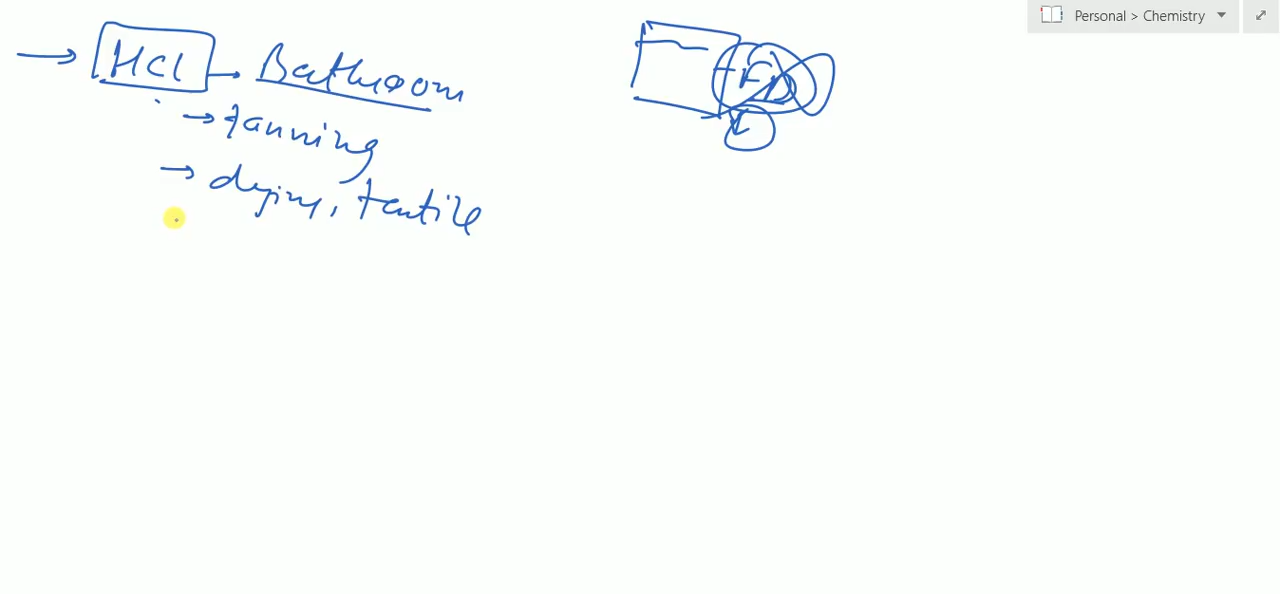 Personal > Chemistry
→ HCl → Bathroom
→ tanning
→ dying, textile